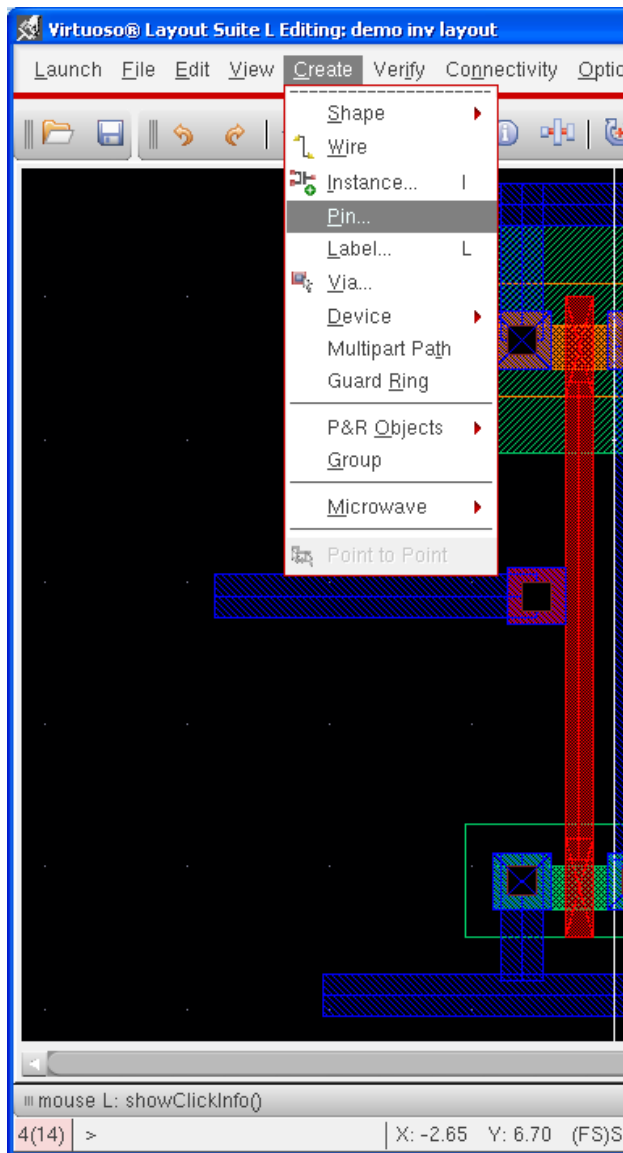 Virtuoso® Layout Suite L Editing: demo inv layout
Launch File Edit View Create Verify Connectivity Optio
Shape
Wire
Instance... I
Pin...
Label... L
Via...
Device
Multipart Path
Guard Ring
P&R Objects
Group
Microwave
Point to Point
mouse L: showClickInfo()
4(14) > X: -2.65 Y: 6.70 (FS)S